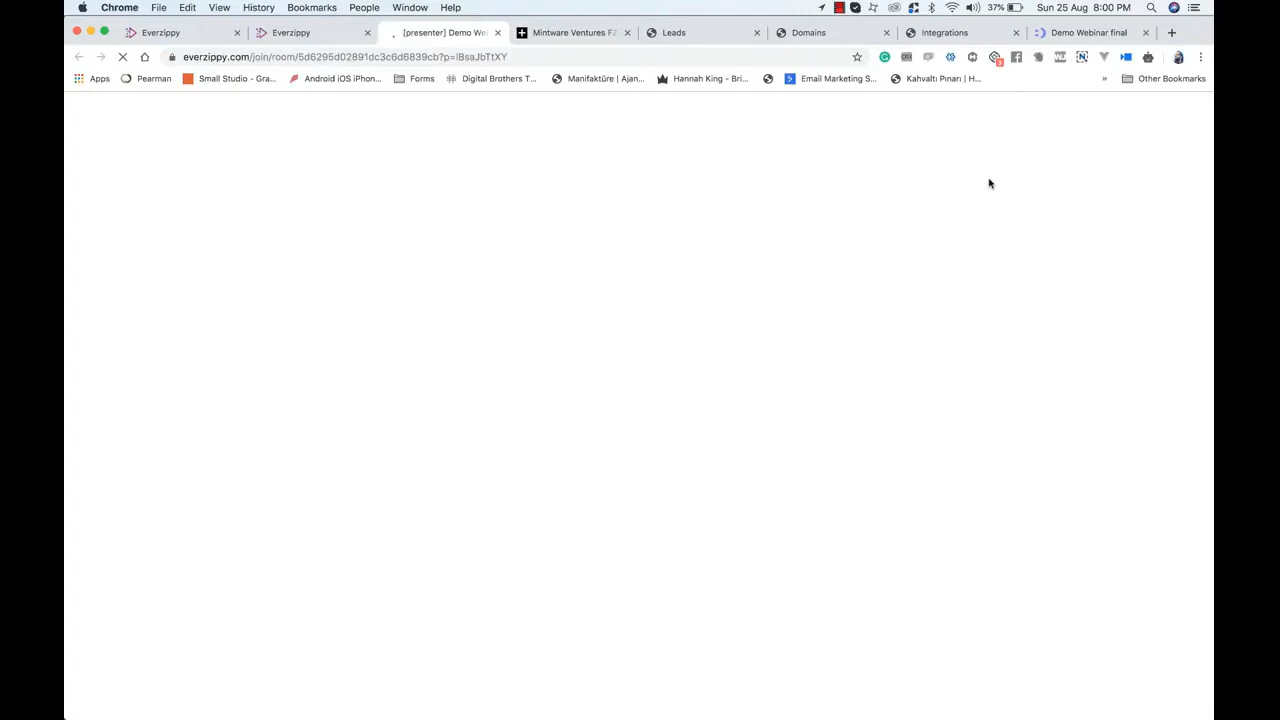 Chrome File Edit View History Bookmarks People Window Help 37% Sun 25 Aug 8:00 PM
Everzippy Everzippy [presenter] Demo We Mintware Ventures F2 Leads Domains Integrations Demo Webinar final
everzippy.com/join/room/5d6295d02891dc3c6d6839cb?p=l8saJbTtXY
Apps Pearman Small Studio - Gra... Android iOS iPhon... Forms Digital Brothers T... Manifaktüre | Ajan... Hannah King - Bri... Email Marketing S... Kahvaltı Pınarı | H... » Other Bookmarks